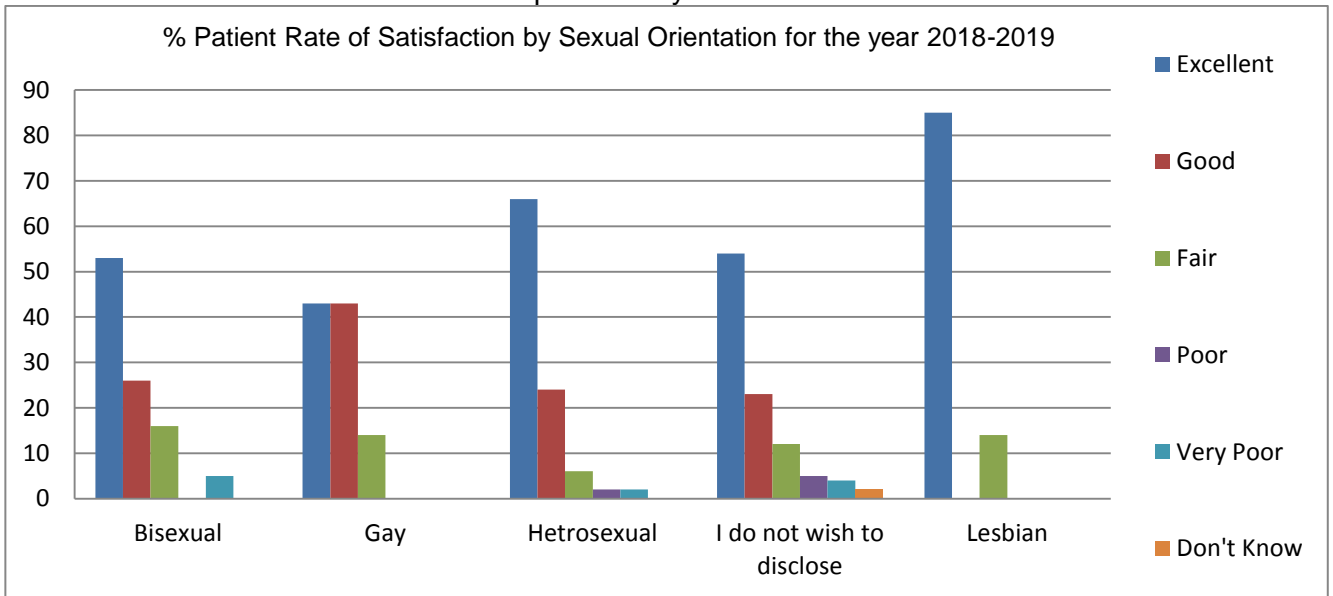 % Patient Rate of Satisfaction by Sexual Orientation for the year 2018-2019
Excellent
Good
Fair
Poor
Very Poor
Don't Know
90
80
70
60
50
40
30
20
10
0
Bisexual
Gay
Hetrosexual
I do not wish to
disclose
Lesbian